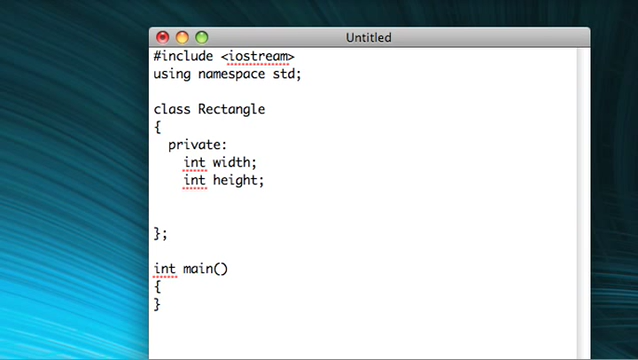 Untitled
#include <iostream>
using namespace std;
class Rectangle
{
private:
int width;
int height;
};
int main()
{
}